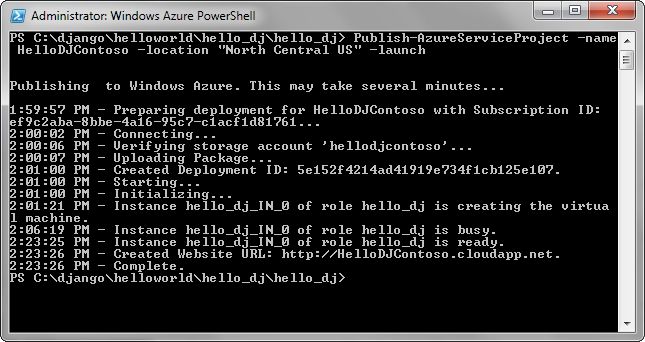 Administrator: Windows Azure PowerShell
PS C:\django\helloworld\hello_dj\hello_dj> Publish-AzureServiceProject -name
 HelloDJContoso -location "North Central US" -launch
Publishing  to Windows Azure. This may take several minutes...
1:59:57 PM - Preparing deployment for HelloDJContoso with Subscription ID:
ef9c2aba-8bbe-4a16-95c7-c1acf1d81761...
2:00:02 PM - Connecting...
2:00:06 PM - Verifying storage account 'hellodjcontoso'...
2:00:07 PM - Uploading Package...
2:01:00 PM - Created Deployment ID: 5e152f4214ad41919e734f1cb125e107.
2:01:00 PM - Starting...
2:01:00 PM - Initializing...
2:01:21 PM - Instance hello_dj_IN_0 of role hello_dj is creating the virtua
l machine.
2:06:19 PM - Instance hello_dj_IN_0 of role hello_dj is busy.
2:23:25 PM - Instance hello_dj_IN_0 of role hello_dj is ready.
2:23:26 PM - Created Website URL: http://HelloDJContoso.cloudapp.net.
2:23:26 PM - Complete.
PS C:\django\helloworld\hello_dj\hello_dj>